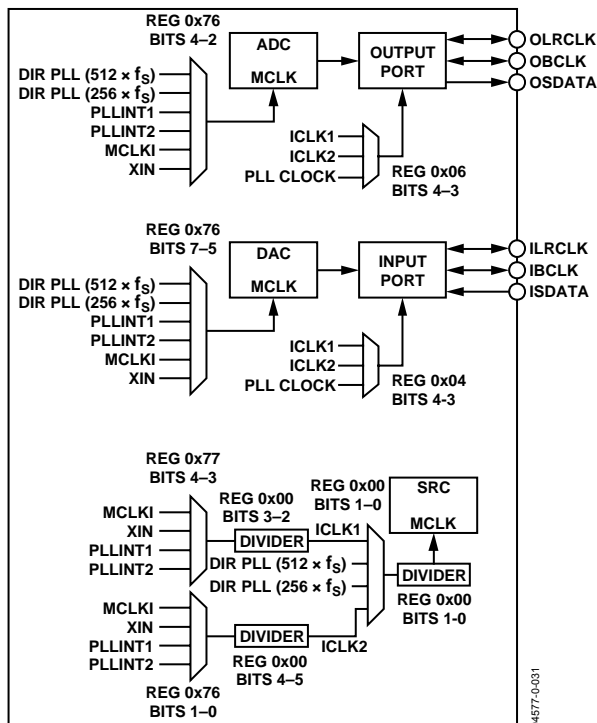 REG 0x76
BITS 4–2
ADC
MCLK
OUTPUT
PORT
OLRCLK
OBCLK
OSDATA
DIR PLL (512 × fS)
DIR PLL (256 × fS)
PLLINT1
PLLINT2
MCLKI
XIN
ICLK1
ICLK2
PLL CLOCK
REG 0x06
BITS 4–3
REG 0x76
BITS 7–5
DAC
MCLK
INPUT
PORT
ILRCLK
IBCLK
ISDATA
DIR PLL (512 × fS)
DIR PLL (256 × fS)
PLLINT1
PLLINT2
MCLKI
XIN
ICLK1
ICLK2
PLL CLOCK
REG 0x04
BITS 4-3
REG 0x77
BITS 4–3
MCLKI
XIN
PLLINT1
PLLINT2
REG 0x00
BITS 3–2
DIVIDER
ICLK1
REG 0x00
BITS 1–0
SRC
MCLK
DIR PLL (512 × fS)
DIR PLL (256 × fS)
DIVIDER
REG 0x00
BITS 1-0
MCLKI
XIN
PLLINT1
PLLINT2
DIVIDER
ICLK2
REG 0x00
BITS 4–5
REG 0x76
BITS 1–0
04577-0-031